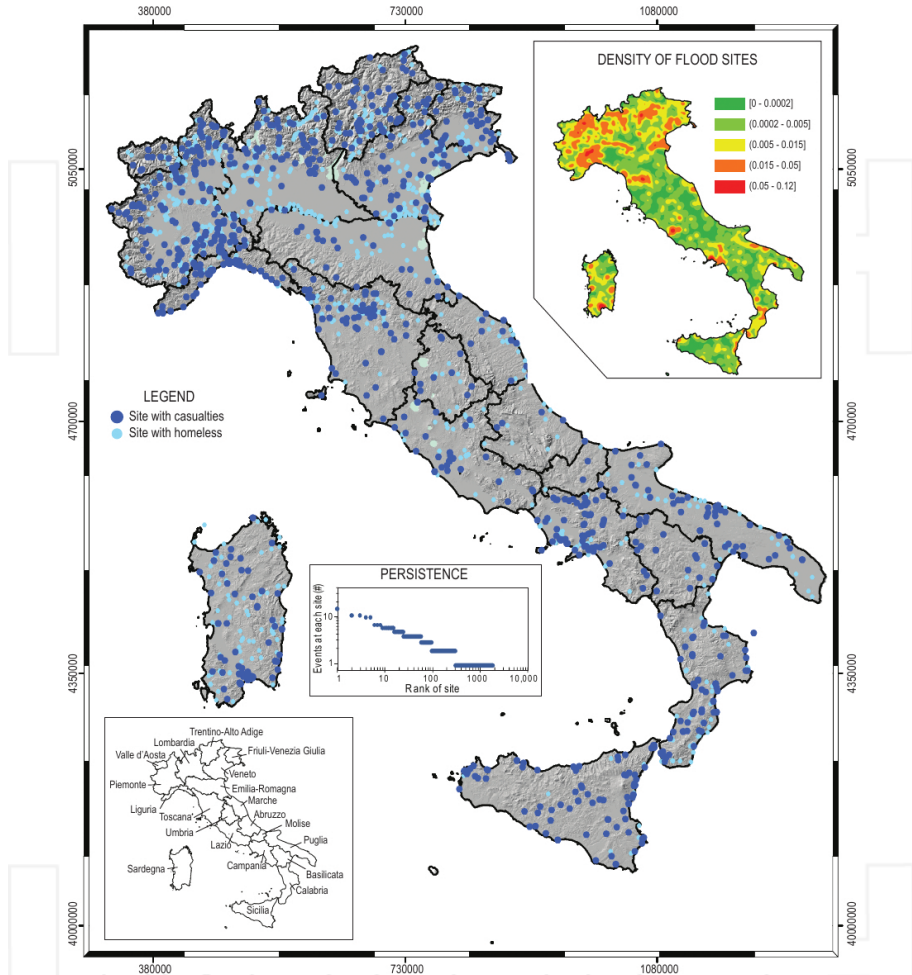 380000
730000
1080000
DENSITY OF FLOOD SITES
[0 - 0.0002]
(0.0002 - 0.005]
(0.005 - 0.015]
(0.015 - 0.05]
(0.05 - 0.12]
5050000
5050000
LEGEND
Site with casualties
Site with homeless
4700000
4700000
PERSISTENCE
Events at each site (#)
10
1
1
10
100
1000
10,000
Rank of site
4350000
4350000
Trentino-Alto Adige
Lombardia
Valle d'Aosta
Friuli-Venezia Giulia
Veneto
Piemonte
Emilia-Romagna
Marche
Liguria
Abruzzo
Toscana
Molise
Umbria
Puglia
Lazio
Campania
Sardegna
Basilicata
Calabria
Sicilia
4000000
4000000
380000
730000
1080000